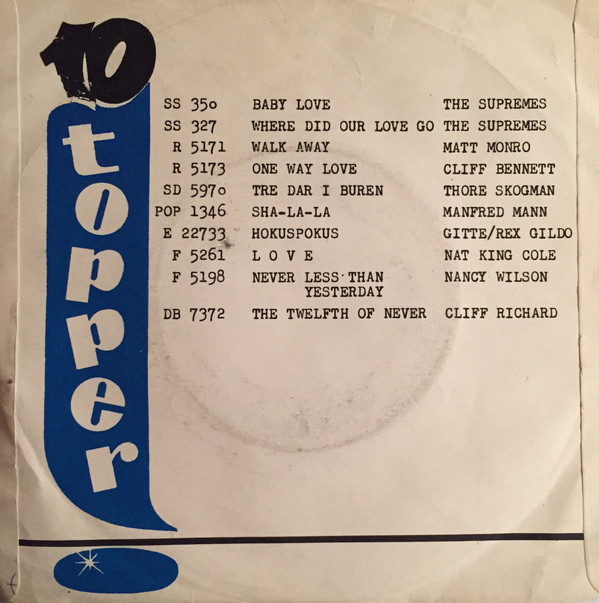 10
topper
SS 350 BABY LOVE THE SUPREMES
SS 327 WHERE DID OUR LOVE GO THE SUPREMES
R 5171 WALK AWAY MATT MONRO
R 5173 ONE WAY LOVE CLIFF BENNETT
SD 5970 TRE DAR I BUREN THORE SKOGMAN
POP 1346 SHA-LA-LA MANFRED MANN
E 22733 HOKUSPOKUS GITTE/REX GILDO
F 5261 L O V E NAT KING COLE
F 5198 NEVER LESS THAN NANCY WILSON
YESTERDAY
DB 7372 THE TWELFTH OF NEVER CLIFF RICHARD